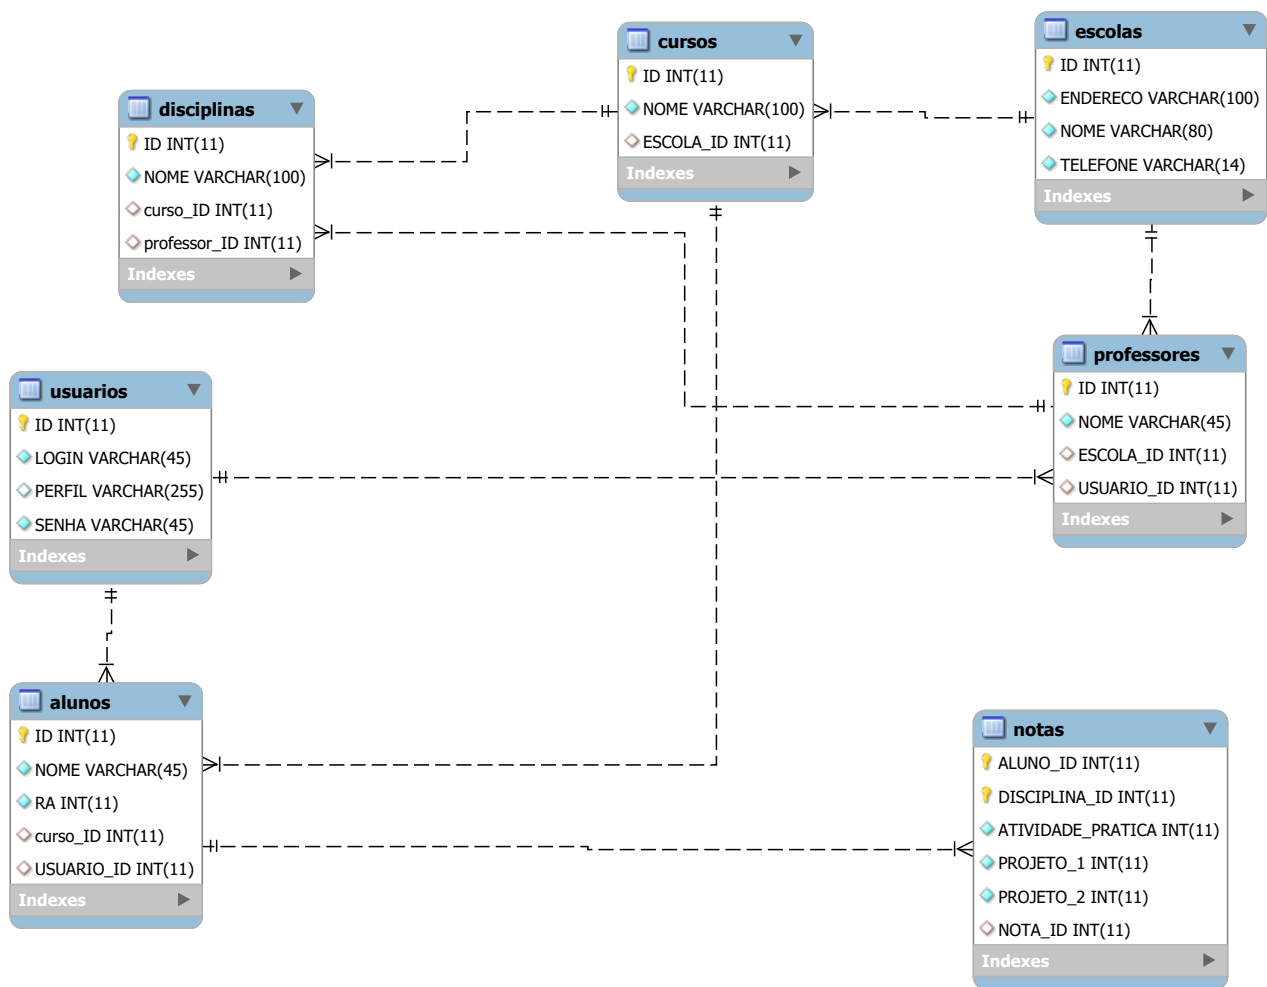 disciplinas
ID INT(11)
NOME VARCHAR(100)
curso_ID INT(11)
professor_ID INT(11)
Indexes
cursos
ID INT(11)
NOME VARCHAR(100)
ESCOLA_ID INT(11)
Indexes
escolas
ID INT(11)
ENDERECO VARCHAR(100)
NOME VARCHAR(80)
TELEFONE VARCHAR(14)
Indexes
usuarios
ID INT(11)
LOGIN VARCHAR(45)
PERFIL VARCHAR(255)
SENHA VARCHAR(45)
Indexes
professores
ID INT(11)
NOME VARCHAR(45)
ESCOLA_ID INT(11)
USUARIO_ID INT(11)
Indexes
alunos
ID INT(11)
NOME VARCHAR(45)
RA INT(11)
curso_ID INT(11)
USUARIO_ID INT(11)
Indexes
notas
ALUNO_ID INT(11)
DISCIPLINA_ID INT(11)
ATIVIDADE_PRATICA INT(11)
PROJETO_1 INT(11)
PROJETO_2 INT(11)
NOTA_ID INT(11)
Indexes